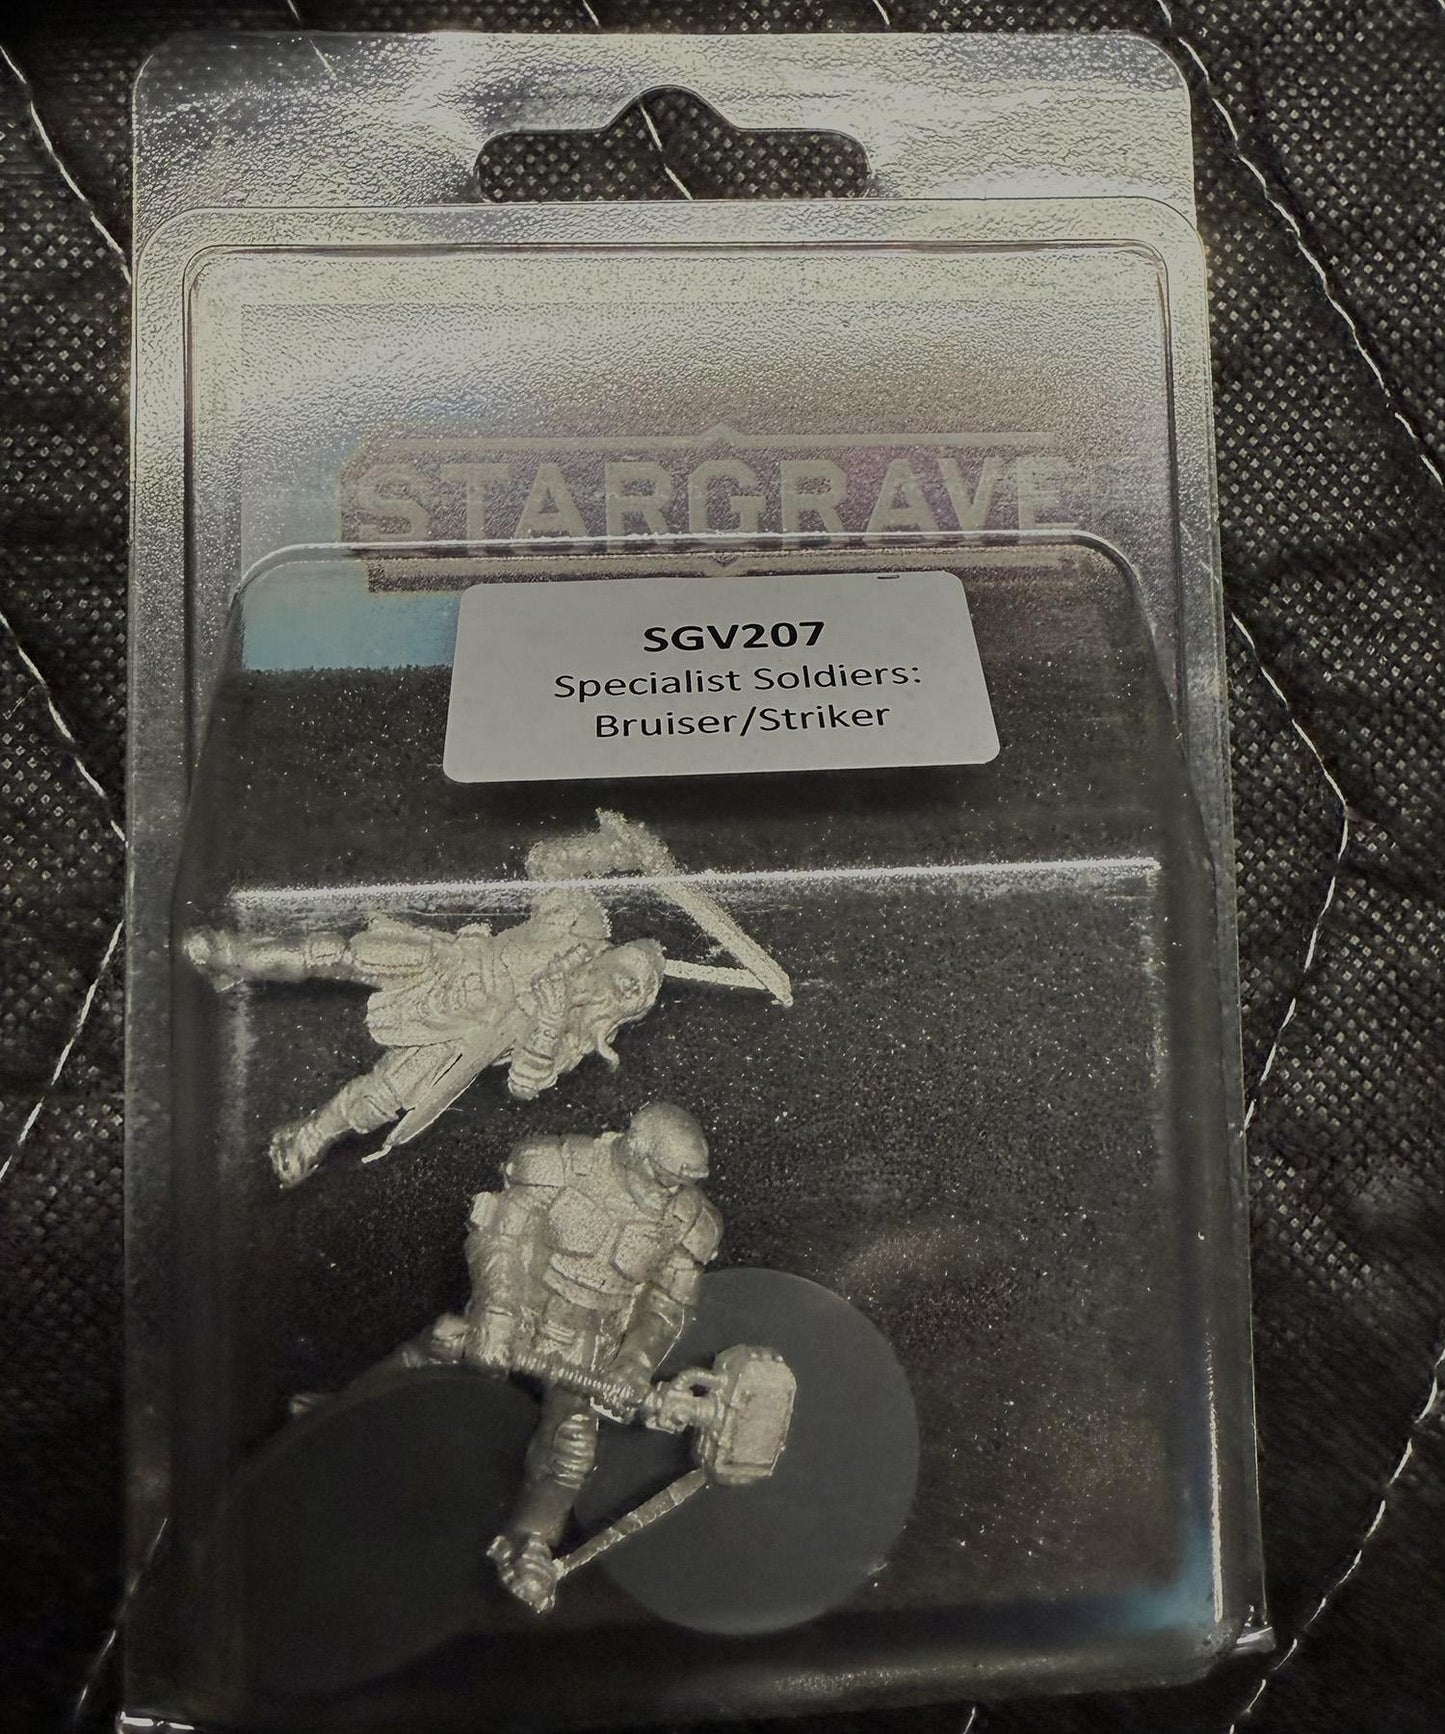 STARGRAVE
SGV207
Specialist Soldiers:
Bruiser/Striker